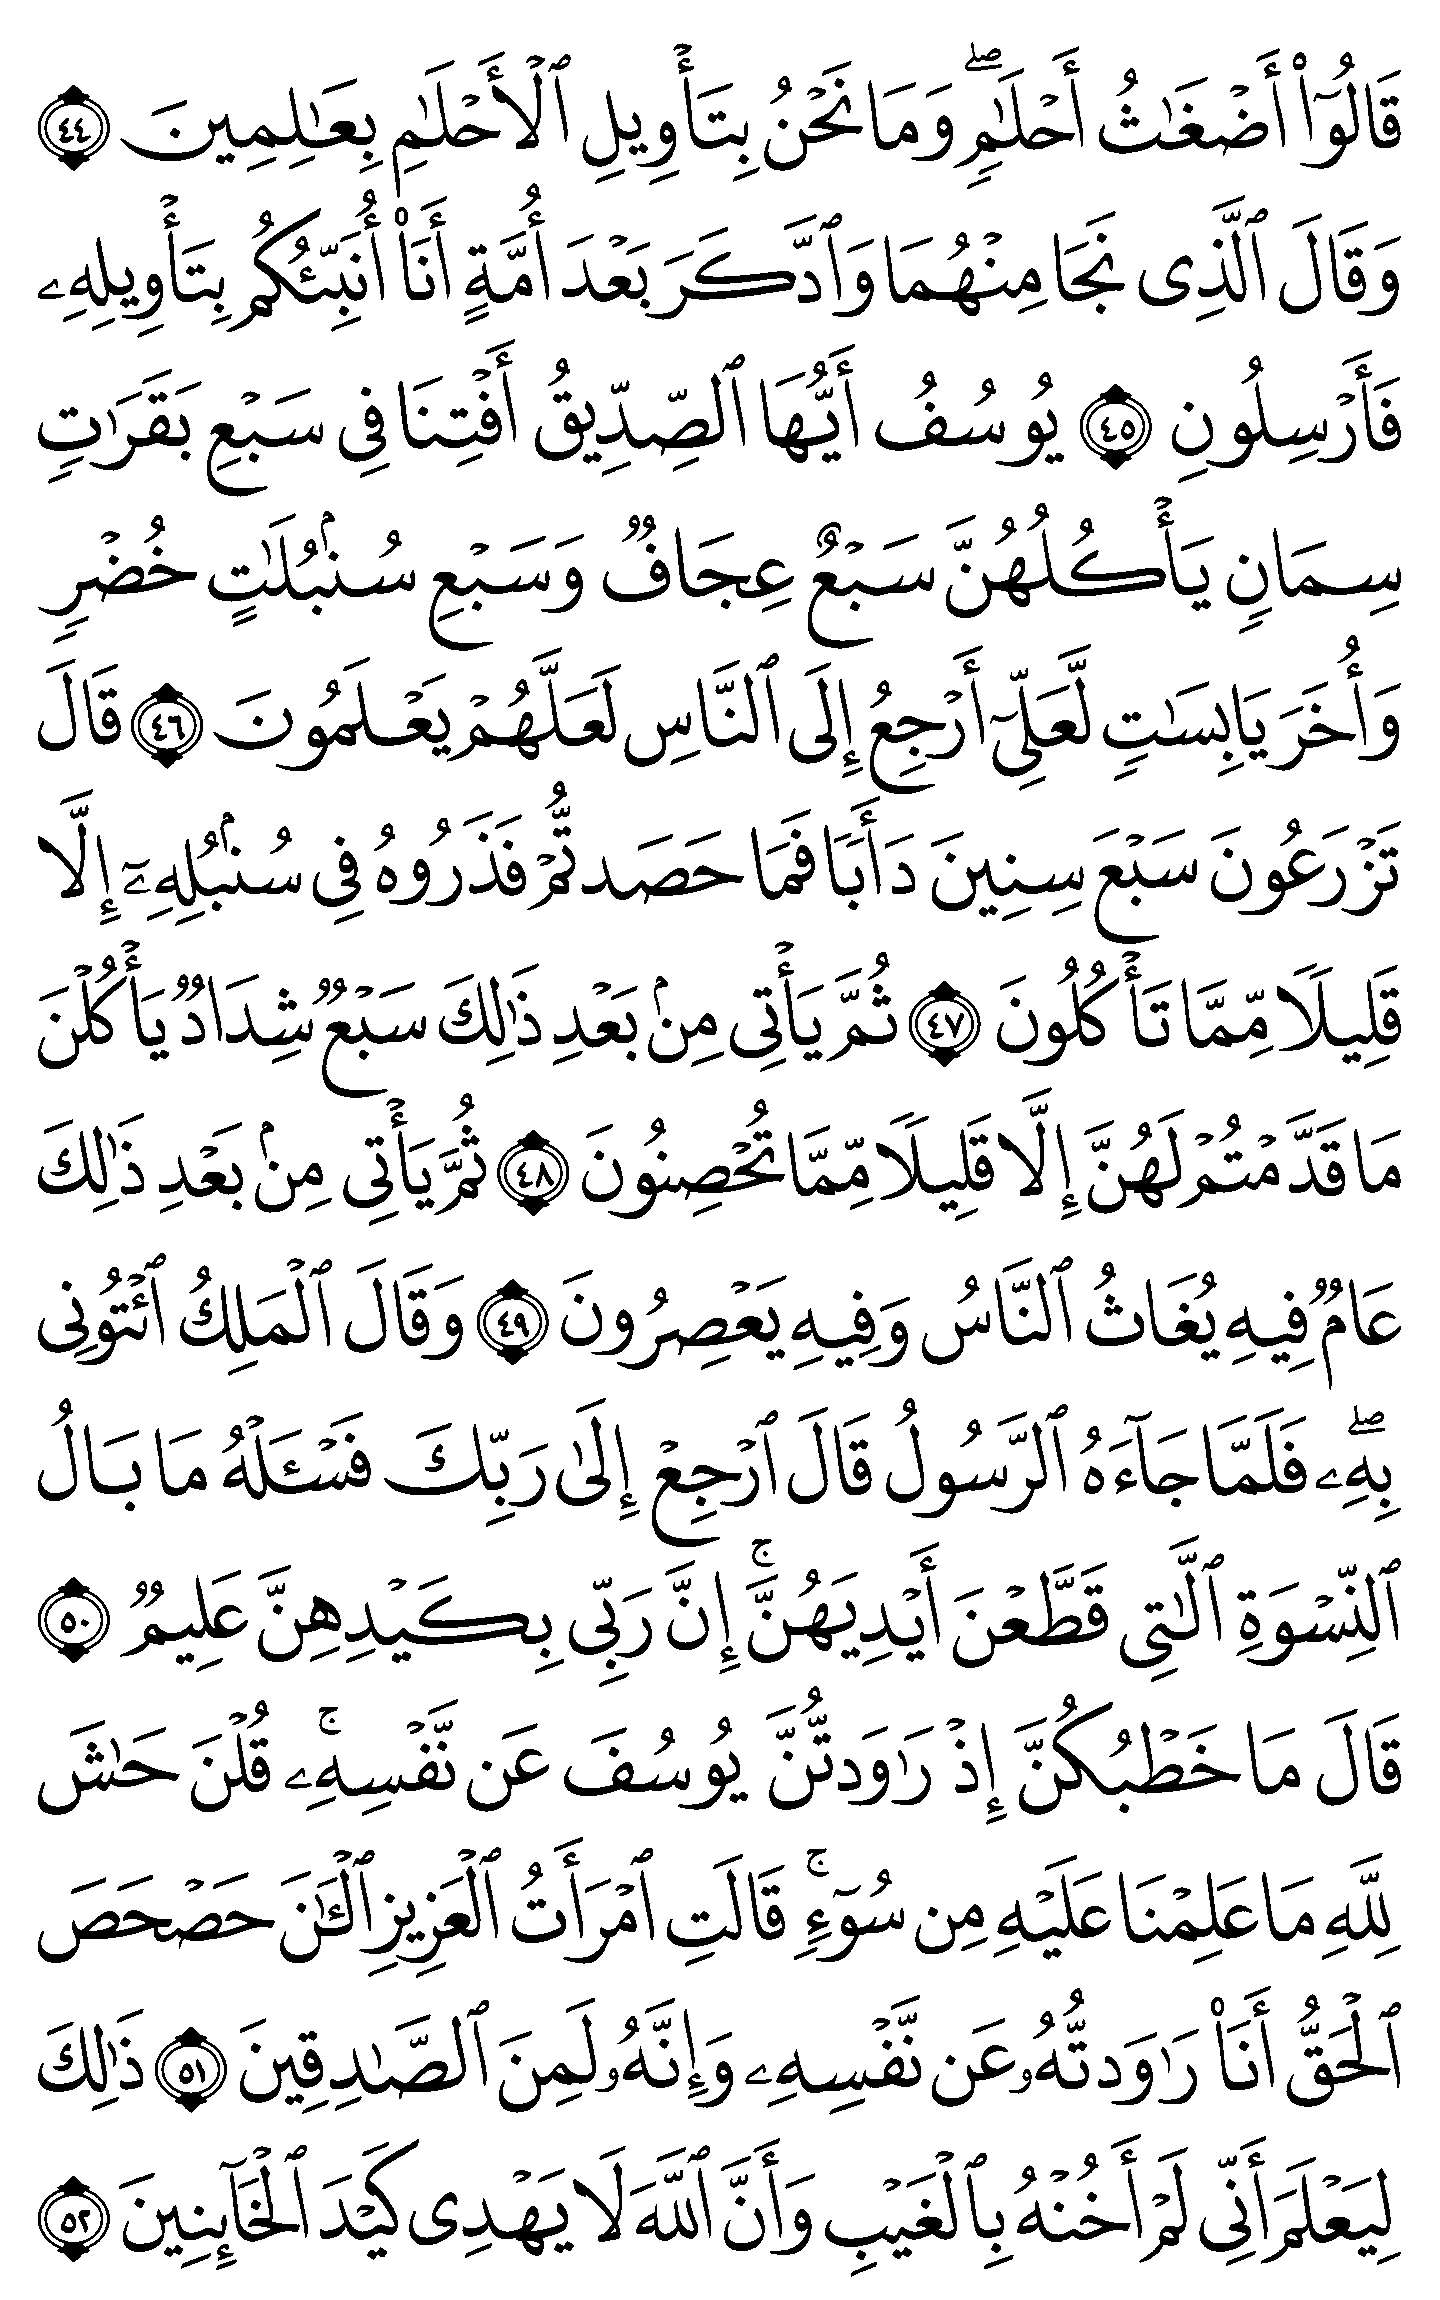 قَالُوٓاْ أَضْغَٰثُ أَحْلَٰمٖۖ وَمَا نَحْنُ بِتَأْوِيلِ ٱلْأَحْلَٰمِ بِعَٰلِمِينَ ٤٤
وَقَالَ ٱلَّذِي نَجَا مِنْهُمَا وَٱدَّكَرَ بَعْدَ أُمَّةٍ أَنَا۠ أُنَبِّئُكُم بِتَأْوِيلِهِۦ
فَأَرْسِلُونِ ٤٥ يُوسُفُ أَيُّهَا ٱلصِّدِّيقُ أَفْتِنَا فِي سَبْعِ بَقَرَٰتٖ
سِمَانٖ يَأْكُلُهُنَّ سَبْعٌ عِجَافٞ وَسَبْعِ سُنۢبُلَٰتٍ خُضْرٖ
وَأُخَرَ يَابِسَٰتٖ لَّعَلِّيٓ أَرْجِعُ إِلَى ٱلنَّاسِ لَعَلَّهُمْ يَعْلَمُونَ ٤٦ قَالَ
تَزْرَعُونَ سَبْعَ سِنِينَ دَأَبٗا فَمَا حَصَدتُّمْ فَذَرُوهُ فِي سُنۢبُلِهِۦٓ إِلَّا
قَلِيلٗا مِّمَّا تَأْكُلُونَ ٤٧ ثُمَّ يَأْتِي مِنۢ بَعْدِ ذَٰلِكَ سَبْعٞ شِدَادٞ يَأْكُلْنَ
مَا قَدَّمْتُمْ لَهُنَّ إِلَّا قَلِيلٗا مِّمَّا تُحْصِنُونَ ٤٨ ثُمَّ يَأْتِي مِنۢ بَعْدِ ذَٰلِكَ
عَامٞ فِيهِ يُغَاثُ ٱلنَّاسُ وَفِيهِ يَعْصِرُونَ ٤٩ وَقَالَ ٱلْمَلِكُ ٱئْتُونِي
بِهِۦۖ فَلَمَّا جَآءَهُ ٱلرَّسُولُ قَالَ ٱرْجِعْ إِلَىٰ رَبِّكَ فَسْـَٔلْهُ مَا بَالُ
ٱلنِّسْوَةِ ٱلَّٰتِي قَطَّعْنَ أَيْدِيَهُنَّۚ إِنَّ رَبِّي بِكَيْدِهِنَّ عَلِيمٞ ٥٠
قَالَ مَا خَطْبُكُنَّ إِذْ رَٰوَدتُّنَّ يُوسُفَ عَن نَّفْسِهِۦۚ قُلْنَ حَٰشَ
لِلَّهِ مَا عَلِمْنَا عَلَيْهِ مِن سُوٓءٖۚ قَالَتِ ٱمْرَأَتُ ٱلْعَزِيزِ ٱلْـَٰٔنَ حَصْحَصَ
ٱلْحَقُّ أَنَا۠ رَٰوَدتُّهُۥ عَن نَّفْسِهِۦ وَإِنَّهُۥ لَمِنَ ٱلصَّٰدِقِينَ ٥١ ذَٰلِكَ
لِيَعْلَمَ أَنِّي لَمْ أَخُنْهُ بِٱلْغَيْبِ وَأَنَّ ٱللَّهَ لَا يَهْدِي كَيْدَ ٱلْخَآئِنِينَ ٥٢